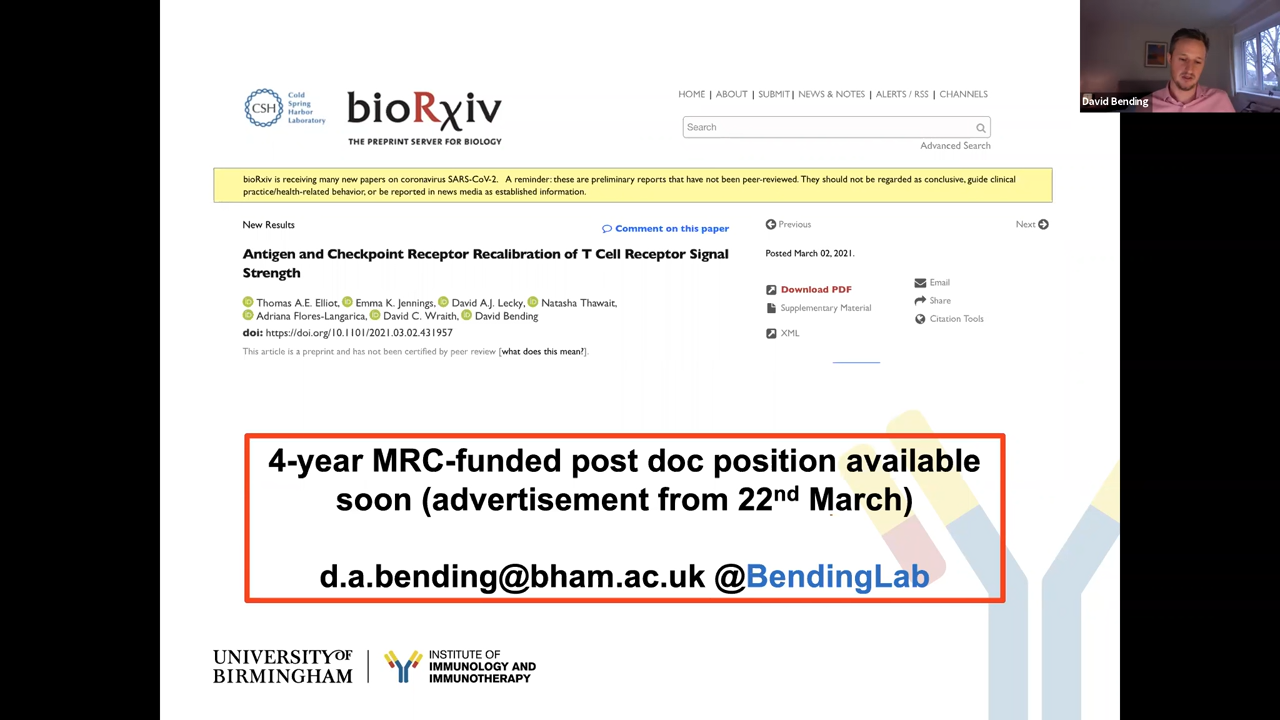 David Bending
CSH
Cold
Spring
Harbor
Laboratory
bioRxiv
THE PREPRINT SERVER FOR BIOLOGY
HOME | ABOUT | SUBMIT| NEWS & NOTES | ALERTS / RSS | CHANNELS
Search
Advanced Search
bioRxiv is receiving many new papers on coronavirus SARS-CoV-2. A reminder: these are preliminary reports that have not been peer-reviewed. They should not be regarded as conclusive, guide clinical
practice/health-related behavior, or be reported in news media as established information.
New Results
Comment on this paper
Antigen and Checkpoint Receptor Recalibration of T Cell Receptor Signal
Strength
iD Thomas A.E. Elliot, iD Emma K. Jennings, iD David A.J. Lecky, iD Natasha Thawait,
iD Adriana Flores-Langarica, iD David C. Wraith, iD David Bending
doi: https://doi.org/10.1101/2021.03.02.431957
This article is a preprint and has not been certified by peer review [what does this mean?].
Previous
Next
Posted March 02, 2021.
Download PDF
Supplementary Material
XML
Email
Share
Citation Tools
4-year MRC-funded post doc position available
soon (advertisement from 22nd March)
d.a.bending@bham.ac.uk @BendingLab
UNIVERSITY OF
BIRMINGHAM
INSTITUTE OF
IMMUNOLOGY AND
IMMUNOTHERAPY